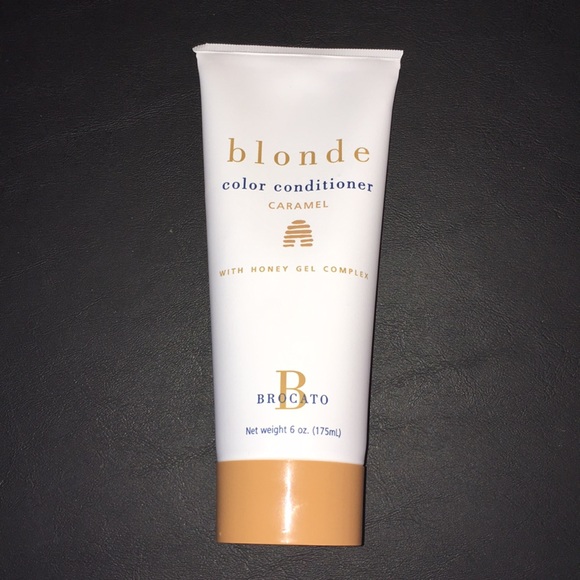 blonde
color conditioner
CARAMEL
WITH HONEY GEL COMPLEX
B
BROCATO
Net weight 6 oz. (175mL)